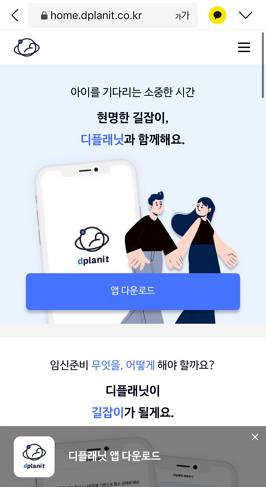 home.dplanit.co.kr
가가
아이를 기다리는 소중한 시간
현명한 길잡이,
디플래닛과 함께해요.
dplanit
앱 다운로드
임신준비 무엇을, 어떻게 해야 할까요?
디플래닛이
길잡이가 될게요.
dplanit
디플래닛 앱 다운로드